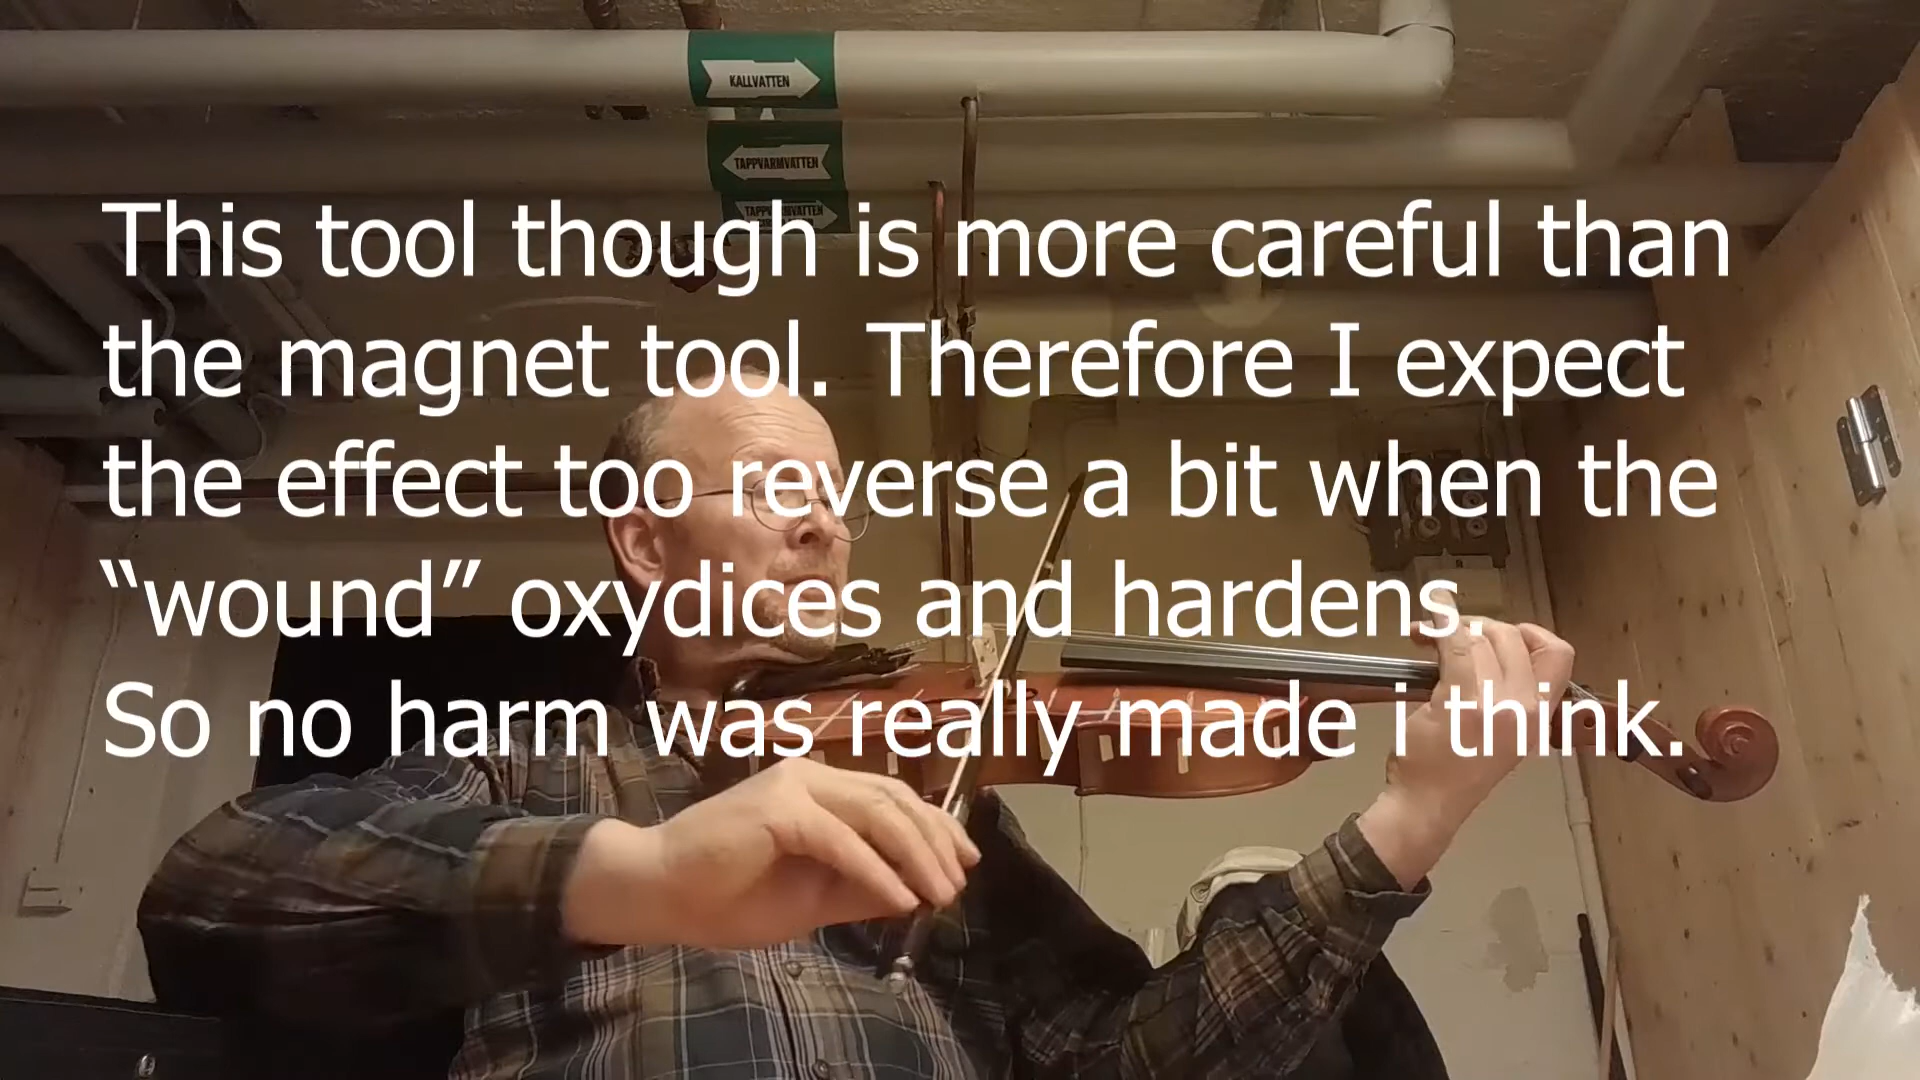 KALLVATTEN
TAPPVARMVATTEN
This tool though is more careful than
the magnet tool. Therefore I expect
the effect too reverse a bit when the
“wound” oxydices and hardens.
So no harm was really made i think.